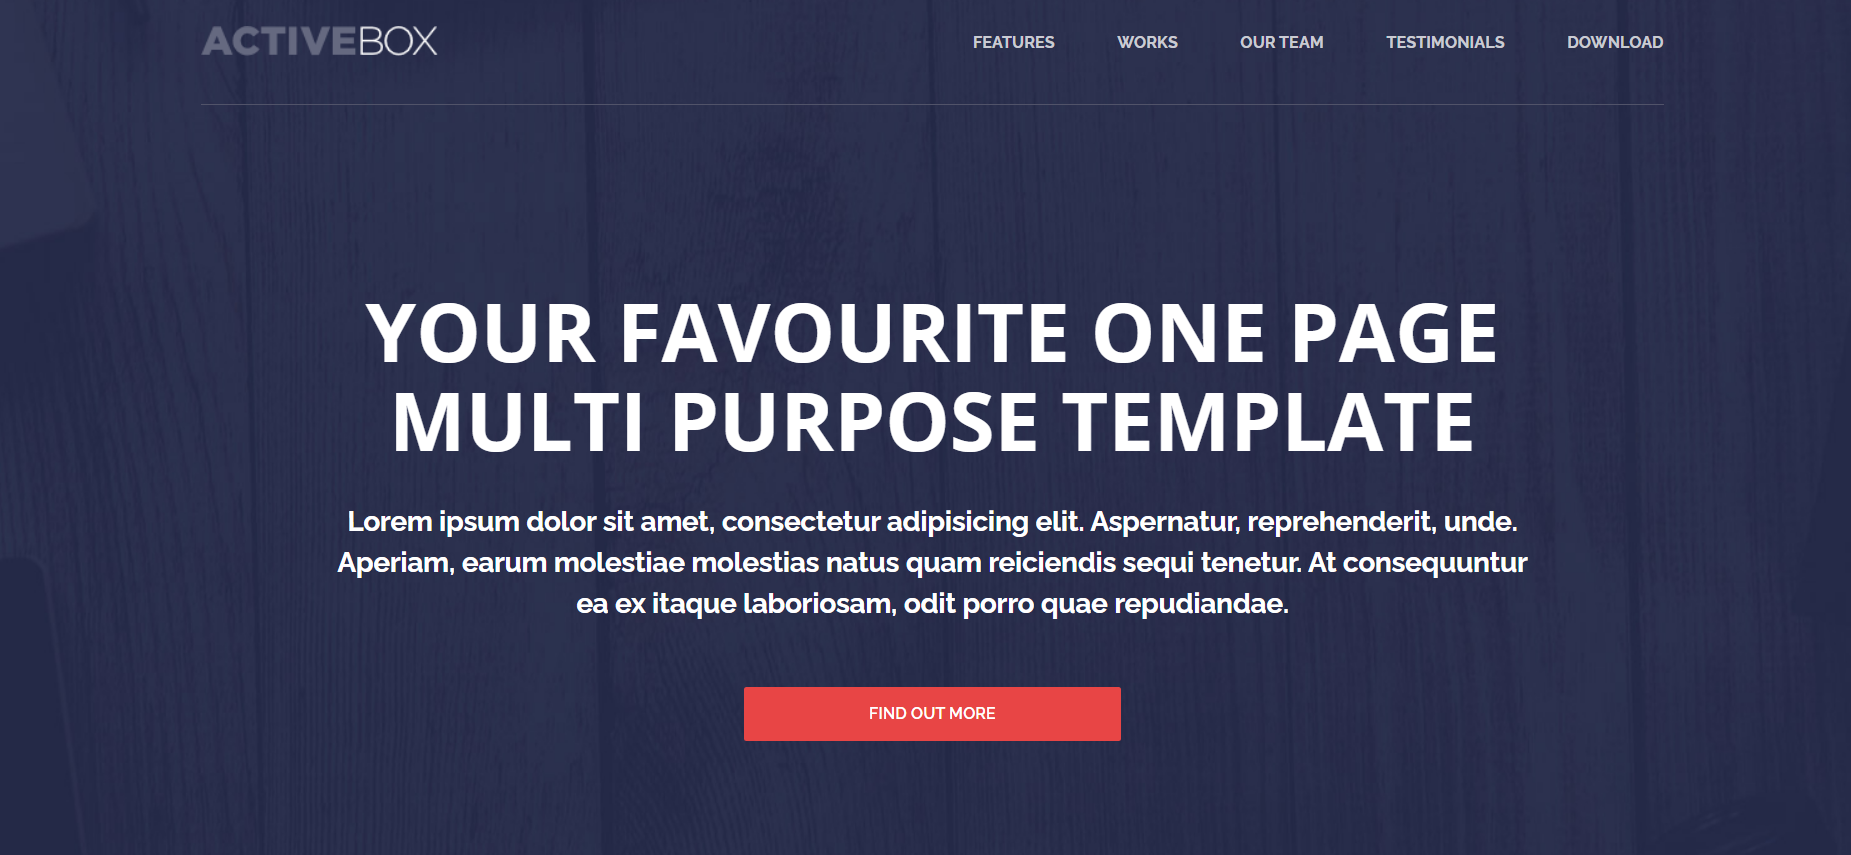 ACTIVEBOX
FEATURES WORKS OUR TEAM TESTIMONIALS DOWNLOAD
YOUR FAVOURITE ONE PAGE
MULTI PURPOSE TEMPLATE
Lorem ipsum dolor sit amet, consectetur adipisicing elit. Aspernatur, reprehenderit, unde.
Aperiam, earum molestiae molestias natus quam reiciendis sequi tenetur. At consequuntur
ea ex itaque laboriosam, odit porro quae repudiandae.
FIND OUT MORE